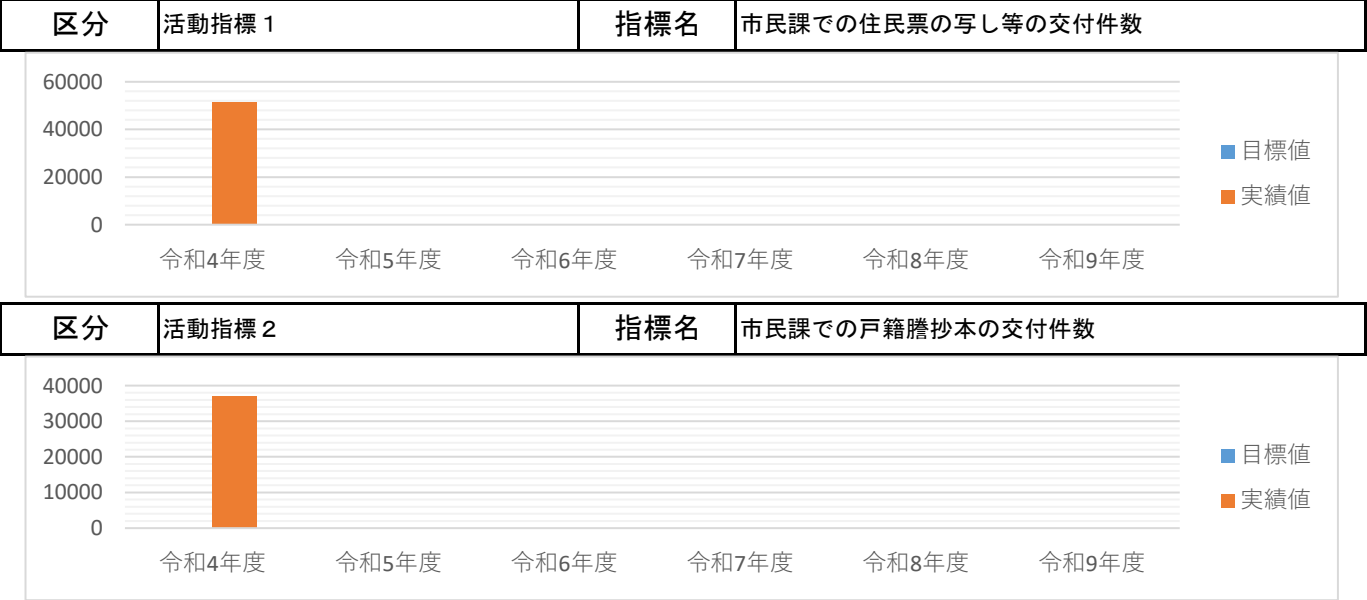 区分 活動指標１ 指標名 市民課での住民票の写し等の交付件数
60000
40000
20000
0
令和4年度 令和5年度 令和6年度 令和7年度 令和8年度 令和9年度
目標値
実績値
区分 活動指標２ 指標名 市民課での戸籍謄抄本の交付件数
40000
30000
20000
10000
0
令和4年度 令和5年度 令和6年度 令和7年度 令和8年度 令和9年度
目標値
実績値